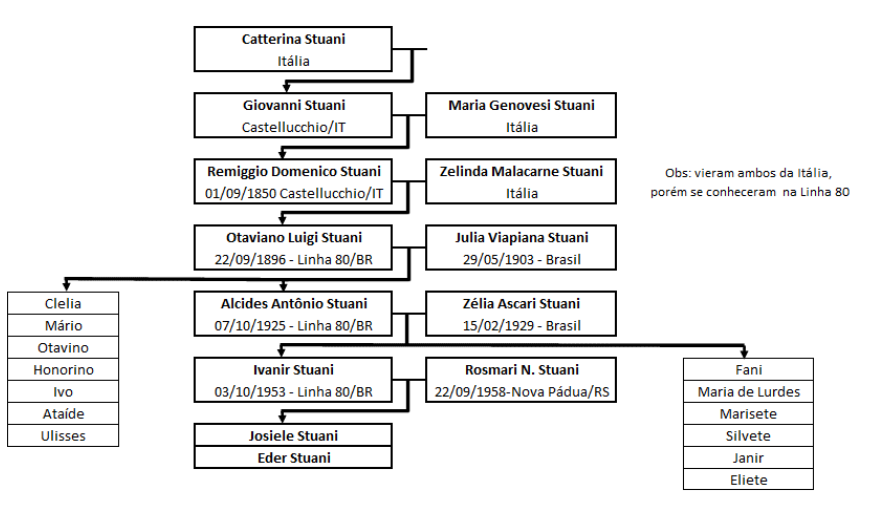 Catterina Stuani
Itália
Giovanni Stuani
Castellucchio/IT
Maria Genovesi Stuani
Itália
Remiggio Domenico Stuani
01/09/1850 Castellucchio/IT
Zelinda Malacarne Stuani
Itália
Obs: vieram ambos da Itália,
porém se conheceram na Linha 80
Otaviano Luigi Stuani
22/09/1896 - Linha 80/BR
Julia Viapiana Stuani
29/05/1903 - Brasil
Clelia
Mário
Otavino
Honorino
Ivo
Ataíde
Ulisses
Alcides Antônio Stuani
07/10/1925 - Linha 80/BR
Zélia Ascari Stuani
15/02/1929 - Brasil
Ivanir Stuani
03/10/1953 - Linha 80/BR
Rosmari N. Stuani
22/09/1958-Nova Pádua/RS
Fani
Maria de Lurdes
Marisete
Silvete
Janir
Eliete
Josiele Stuani
Eder Stuani